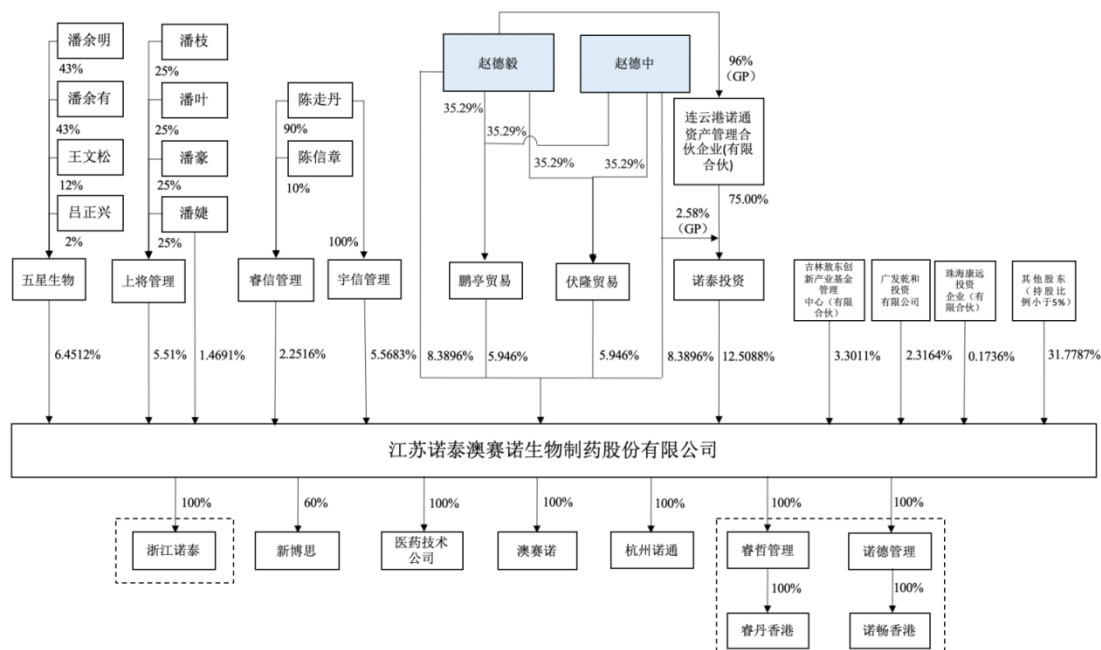 潘余明
43%
潘余有
43%
王文松
12%
吕正兴
2%
五星生物
6.4512%
潘枝
25%
潘叶
25%
潘豪
25%
潘婕
25%
上将管理
5.51%
1.4691%
陈走丹
90%
陈信章
10%
100%
睿信管理
宇信管理
2.2516%
5.5683%
赵德毅
赵德中
96%
（GP）
35.29%
35.29%
35.29%
35.29%
连云港诺通
资产管理合
伙企业(有限
合伙)
75.00%
2.58%
（GP）
鹏亭贸易
伏隆贸易
诺泰投资
8.3896%
5.946%
5.946%
8.3896%
12.5088%
吉林敖东创
新产业基金
管理
中心（有限
合伙）
广发乾和
投资
有限公司
珠海康远
投资
企业（有
限合伙）
其他股东
（持股比
例小于5%）
3.3011%
2.3164%
0.1736%
31.7787%
江苏诺泰澳赛诺生物制药股份有限公司
100%
60%
100%
100%
100%
100%
100%
浙江诺泰
新博思
医药技术
公司
澳赛诺
杭州诺通
睿哲管理
诺德管理
100%
100%
睿丹香港
诺畅香港